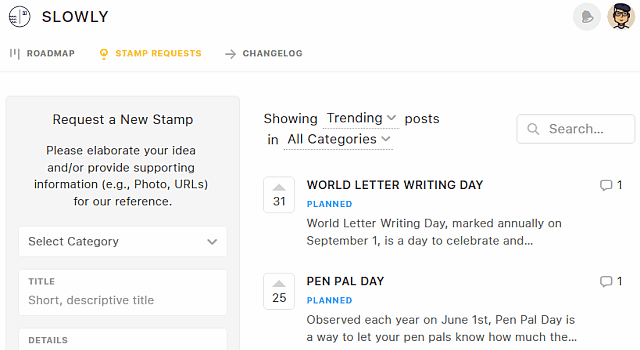 SLOWLY
ROADMAP
STAMP REQUESTS
CHANGELOG
Request a New Stamp
Please elaborate your idea
and/or provide supporting
information (e.g., Photo, URLs)
for our reference.
Select Category
TITLE
Short, descriptive title
DETAILS
Showing Trending posts
in All Categories
Search...
31
WORLD LETTER WRITING DAY
1
PLANNED
World Letter Writing Day, marked annually on
September 1, is a day to celebrate and...
25
PEN PAL DAY
1
PLANNED
Observed each year on June 1st, Pen Pal Day is
a way to let your pen pals know how much the...